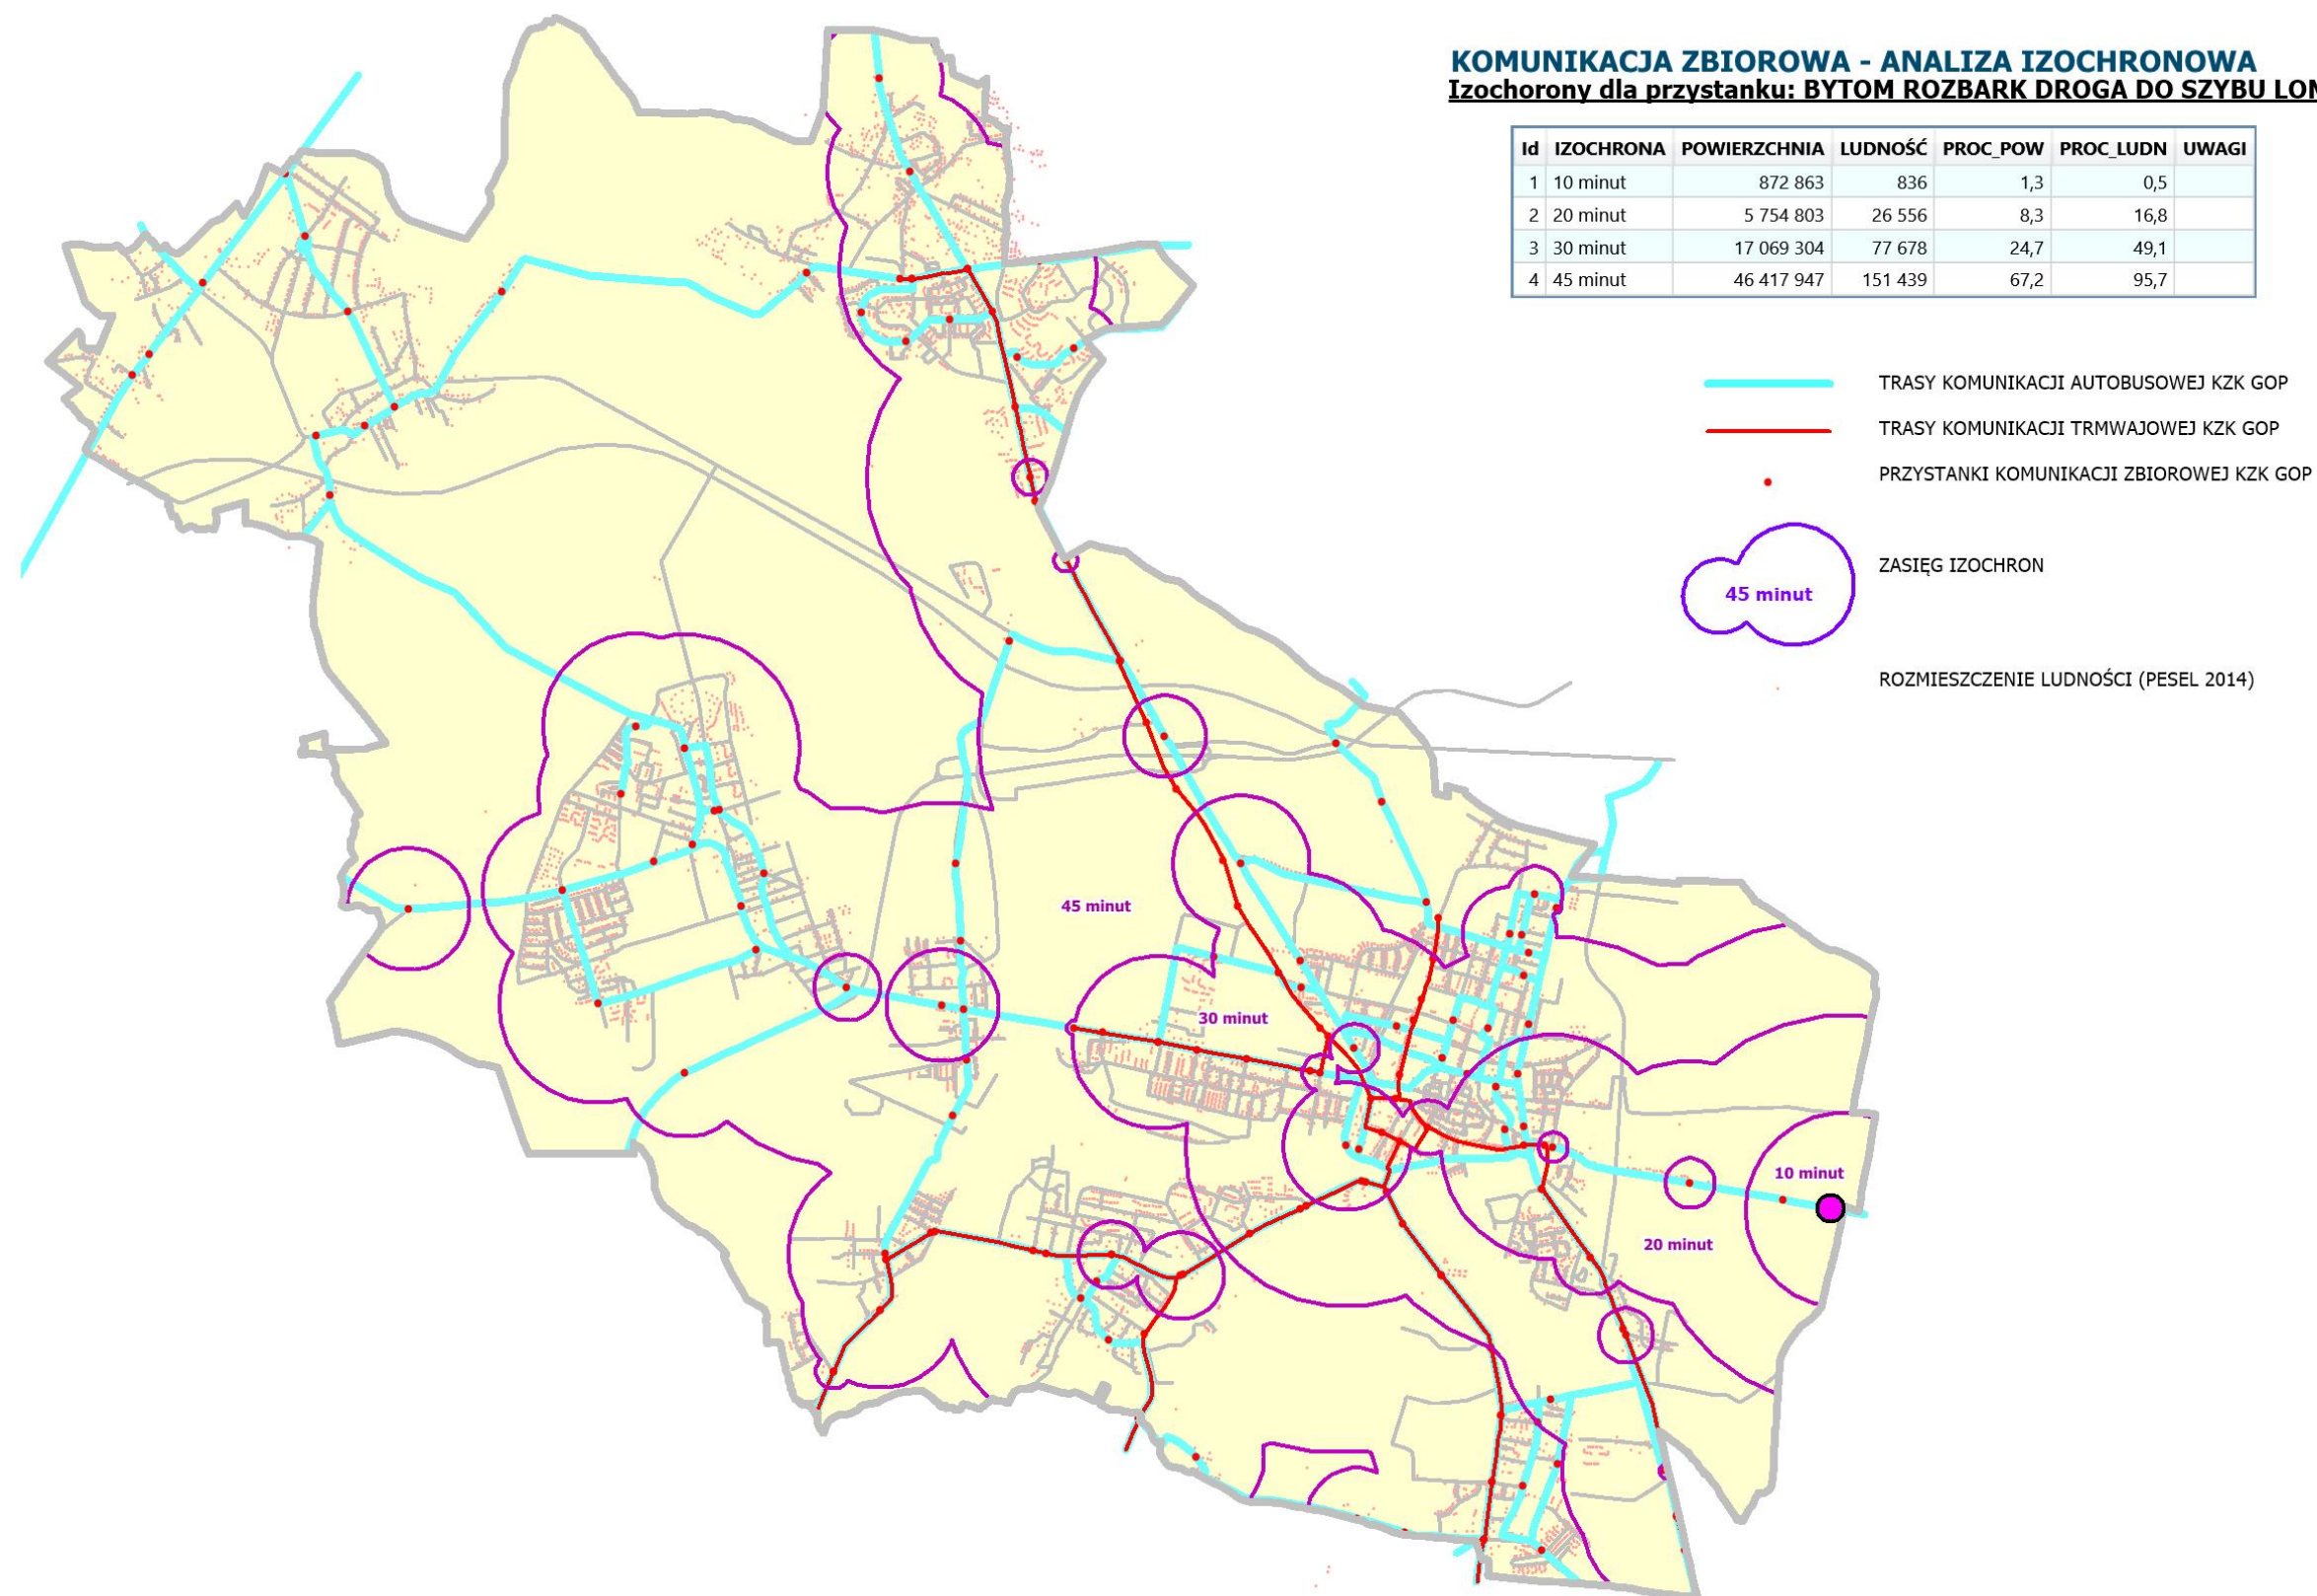 KOMUNIKACJA ZBIOROWA - ANALIZA IZOCHRONOWA
Izochorony dla przystanku: BYTOM ROZBARK DROGA DO SZYBU
Id IZOCHRONA POWIERZCHNIA LUDNOŚĆ PROC_POW PROC_LUDN UWAGI
1 10 minut 872 863 836 1,3 0,5
2 20 minut 5 754 803 26 556 8,3 16,8
3 30 minut 17 069 304 77 678 24,7 49,1
4 45 minut 46 417 947 151 439 67,2 95,7
TRASY KOMUNIKACJI AUTOBUSOWEJ KZK GOP
TRASY KOMUNIKACJI TRMWAJOWEJ KZK GOP
PRZYSTANKI KOMUNIKACJI ZBIOROWEJ KZK GOP
ZASIĘG IZOCHRON
45 minut
ROZMIESZCZENIE LUDNOŚCI (PESEL 2014)
45 minut
30 minut
10 minut
20 minut